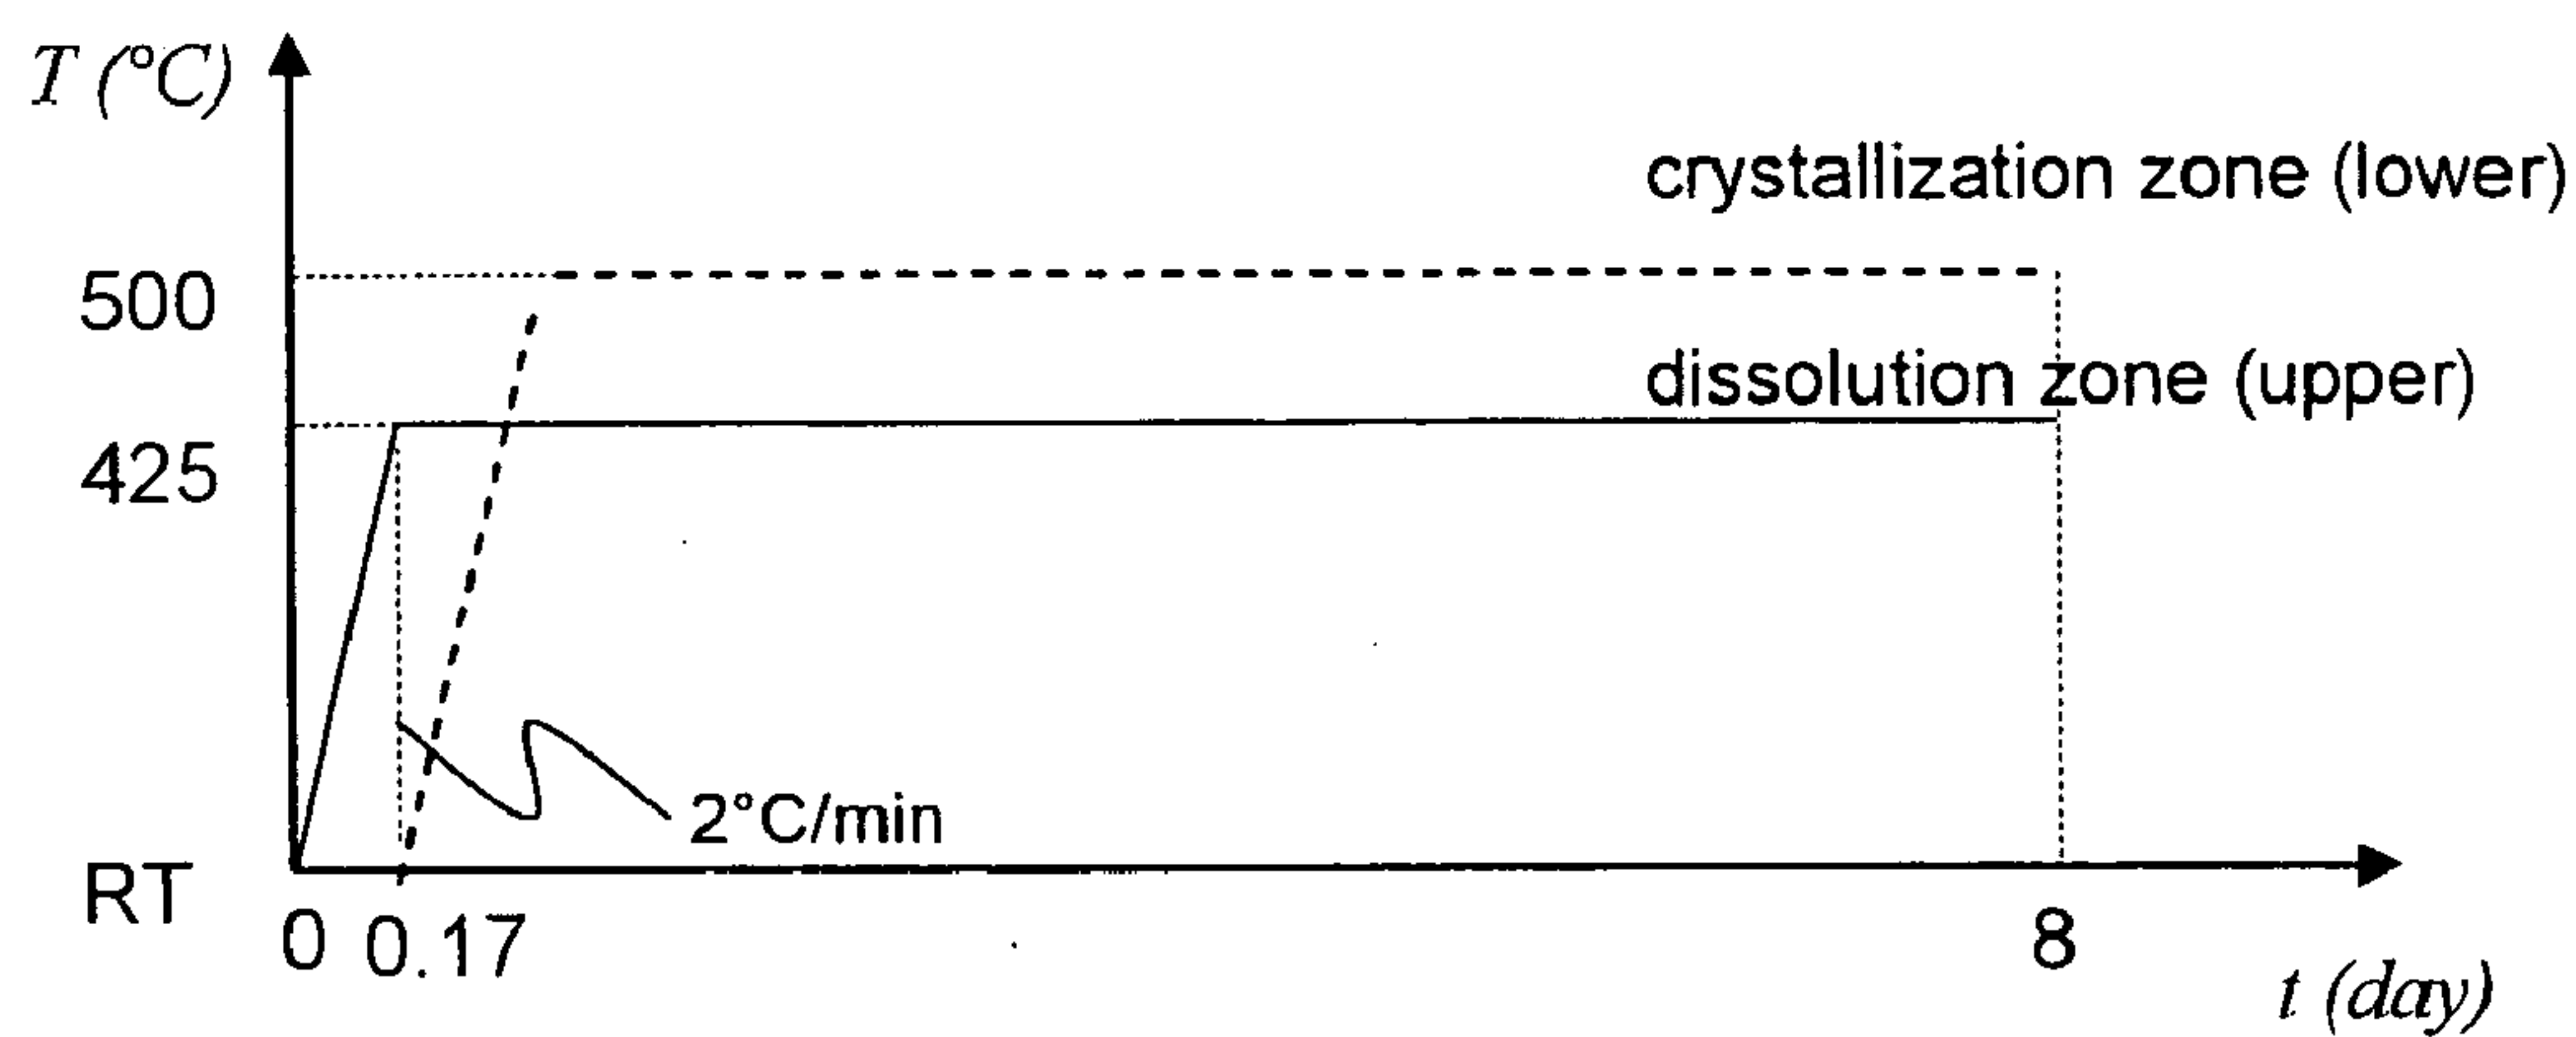 T (°C)
crystallization zone (lower)
500
dissolution zone (upper)
425
2°C/min
RT
0
0.17
8
t (day)